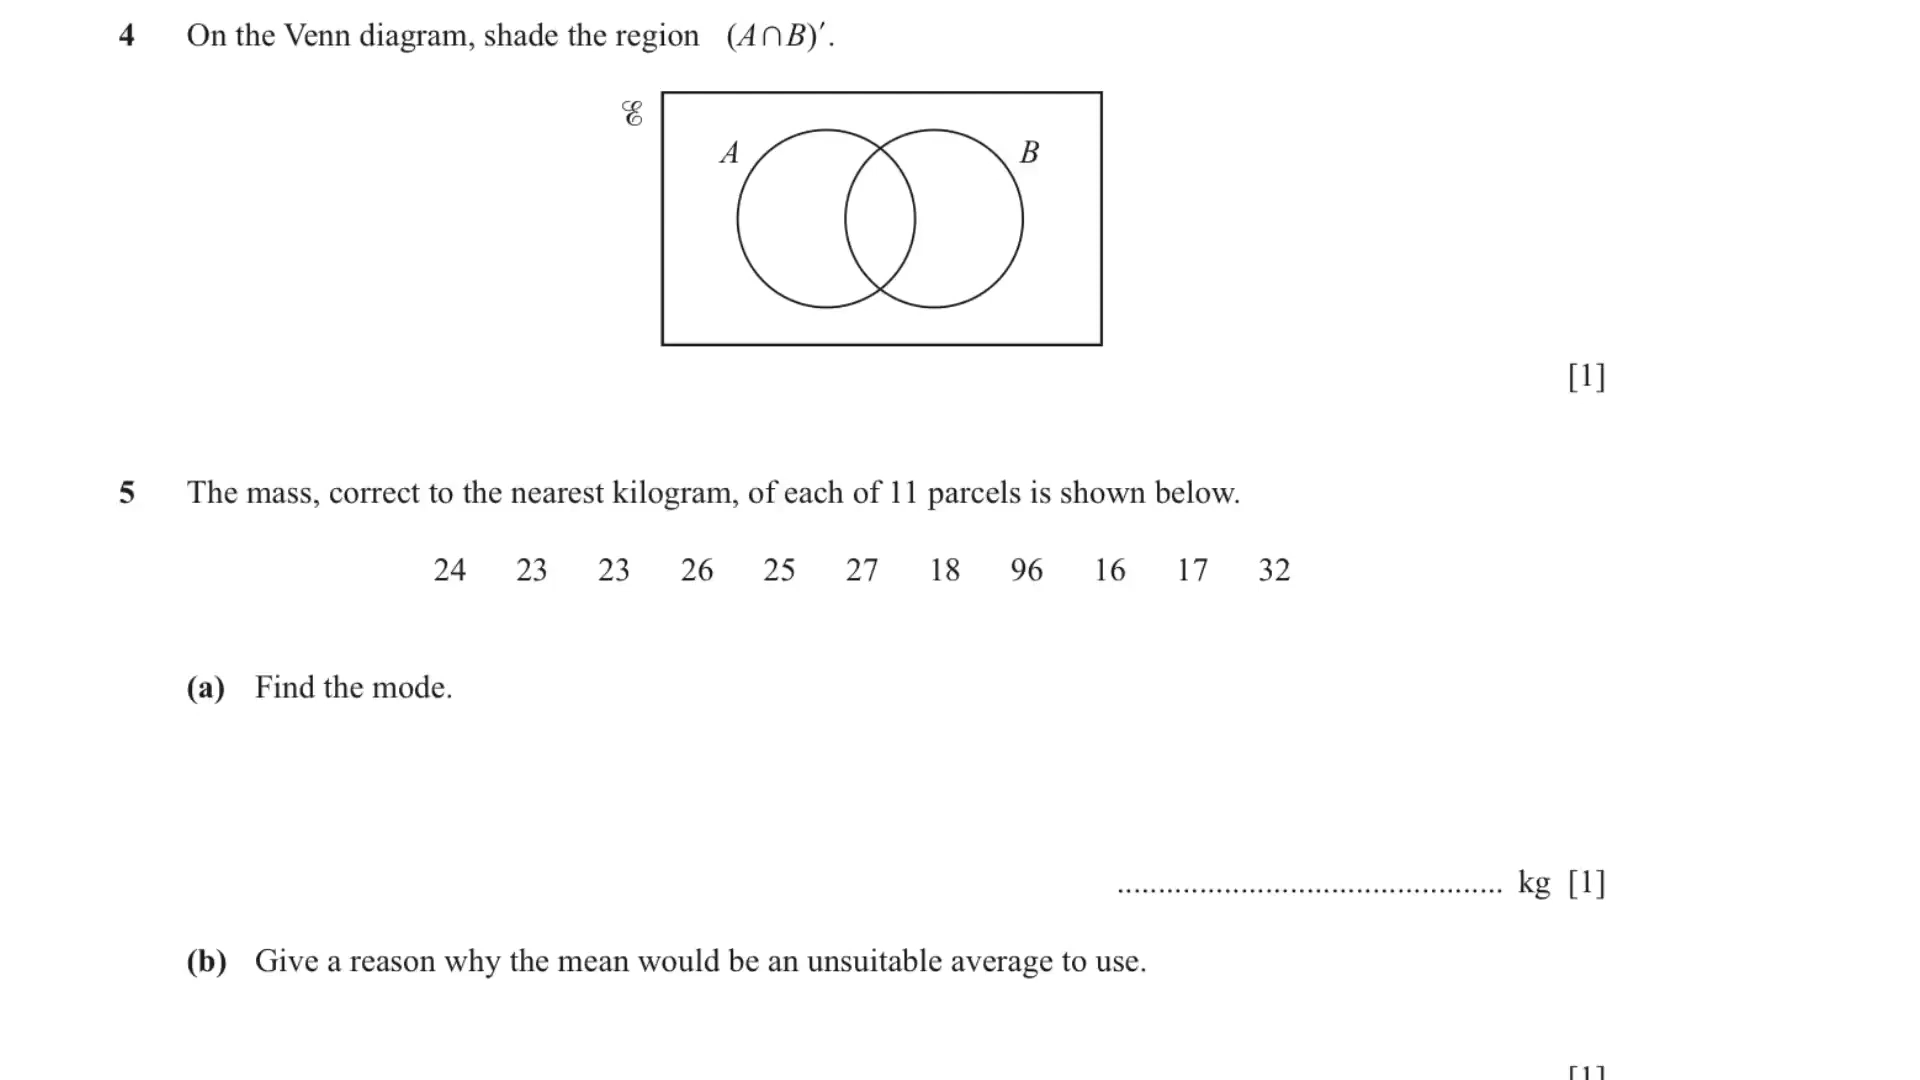 4 On the Venn diagram, shade the region (A∩B)′.
ℰ
A B
[1]
5 The mass, correct to the nearest kilogram, of each of 11 parcels is shown below.
24 23 23 26 25 27 18 96 16 17 32
(a) Find the mode.
............................................... kg [1]
(b) Give a reason why the mean would be an unsuitable average to use.
[1]